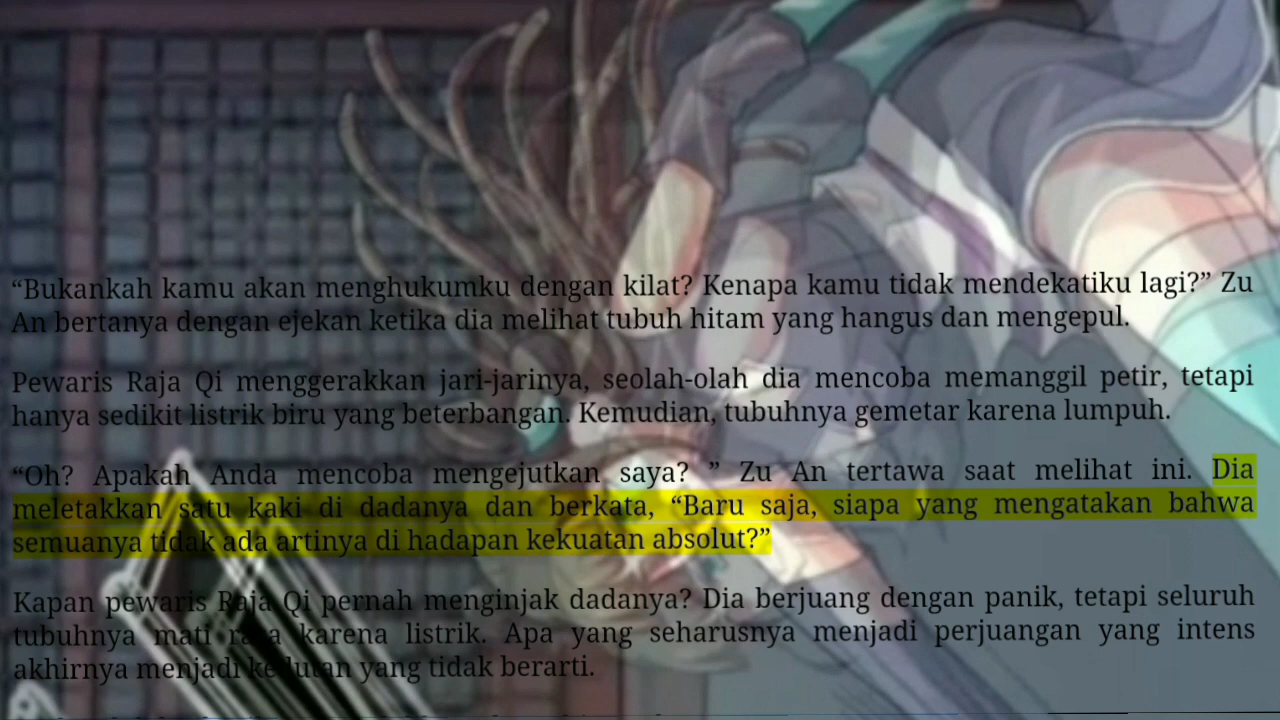 “Bukankah kamu akan menghukumku dengan kilat? Kenapa kamu tidak mendekatiku lagi?” Zu
An bertanya dengan ejekan ketika dia melihat tubuh hitam yang hangus dan mengepul.
Pewaris Raja Qi menggerakkan jari-jarinya, seolah-olah dia mencoba memanggil petir, tetapi
hanya sedikit listrik biru yang beterbangan. Kemudian, tubuhnya gemetar karena lumpuh.
“Oh? Apakah Anda mencoba mengejutkan saya? ” Zu An tertawa saat melihat ini. Dia
meletakkan satu kaki di dadanya dan berkata, “Baru saja, siapa yang mengatakan bahwa
semuanya tidak ada artinya di hadapan kekuatan absolut?”
Kapan pewaris Raja Qi pernah menginjak dadanya? Dia berjuang dengan panik, tetapi seluruh
tubuhnya mati rasa karena listrik. Apa yang seharusnya menjadi perjuangan yang intens
akhirnya menjadi kedutan yang tidak berarti.